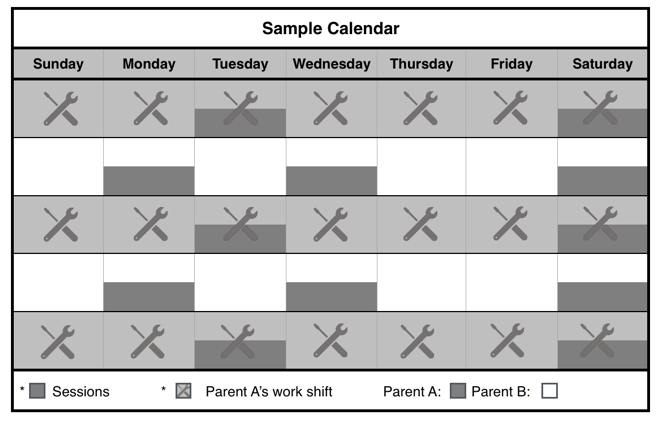 Sample Calendar
Sunday Monday Tuesday Wednesday Thursday Friday Saturday
* Sessions * Parent A's work shift Parent A: Parent B: